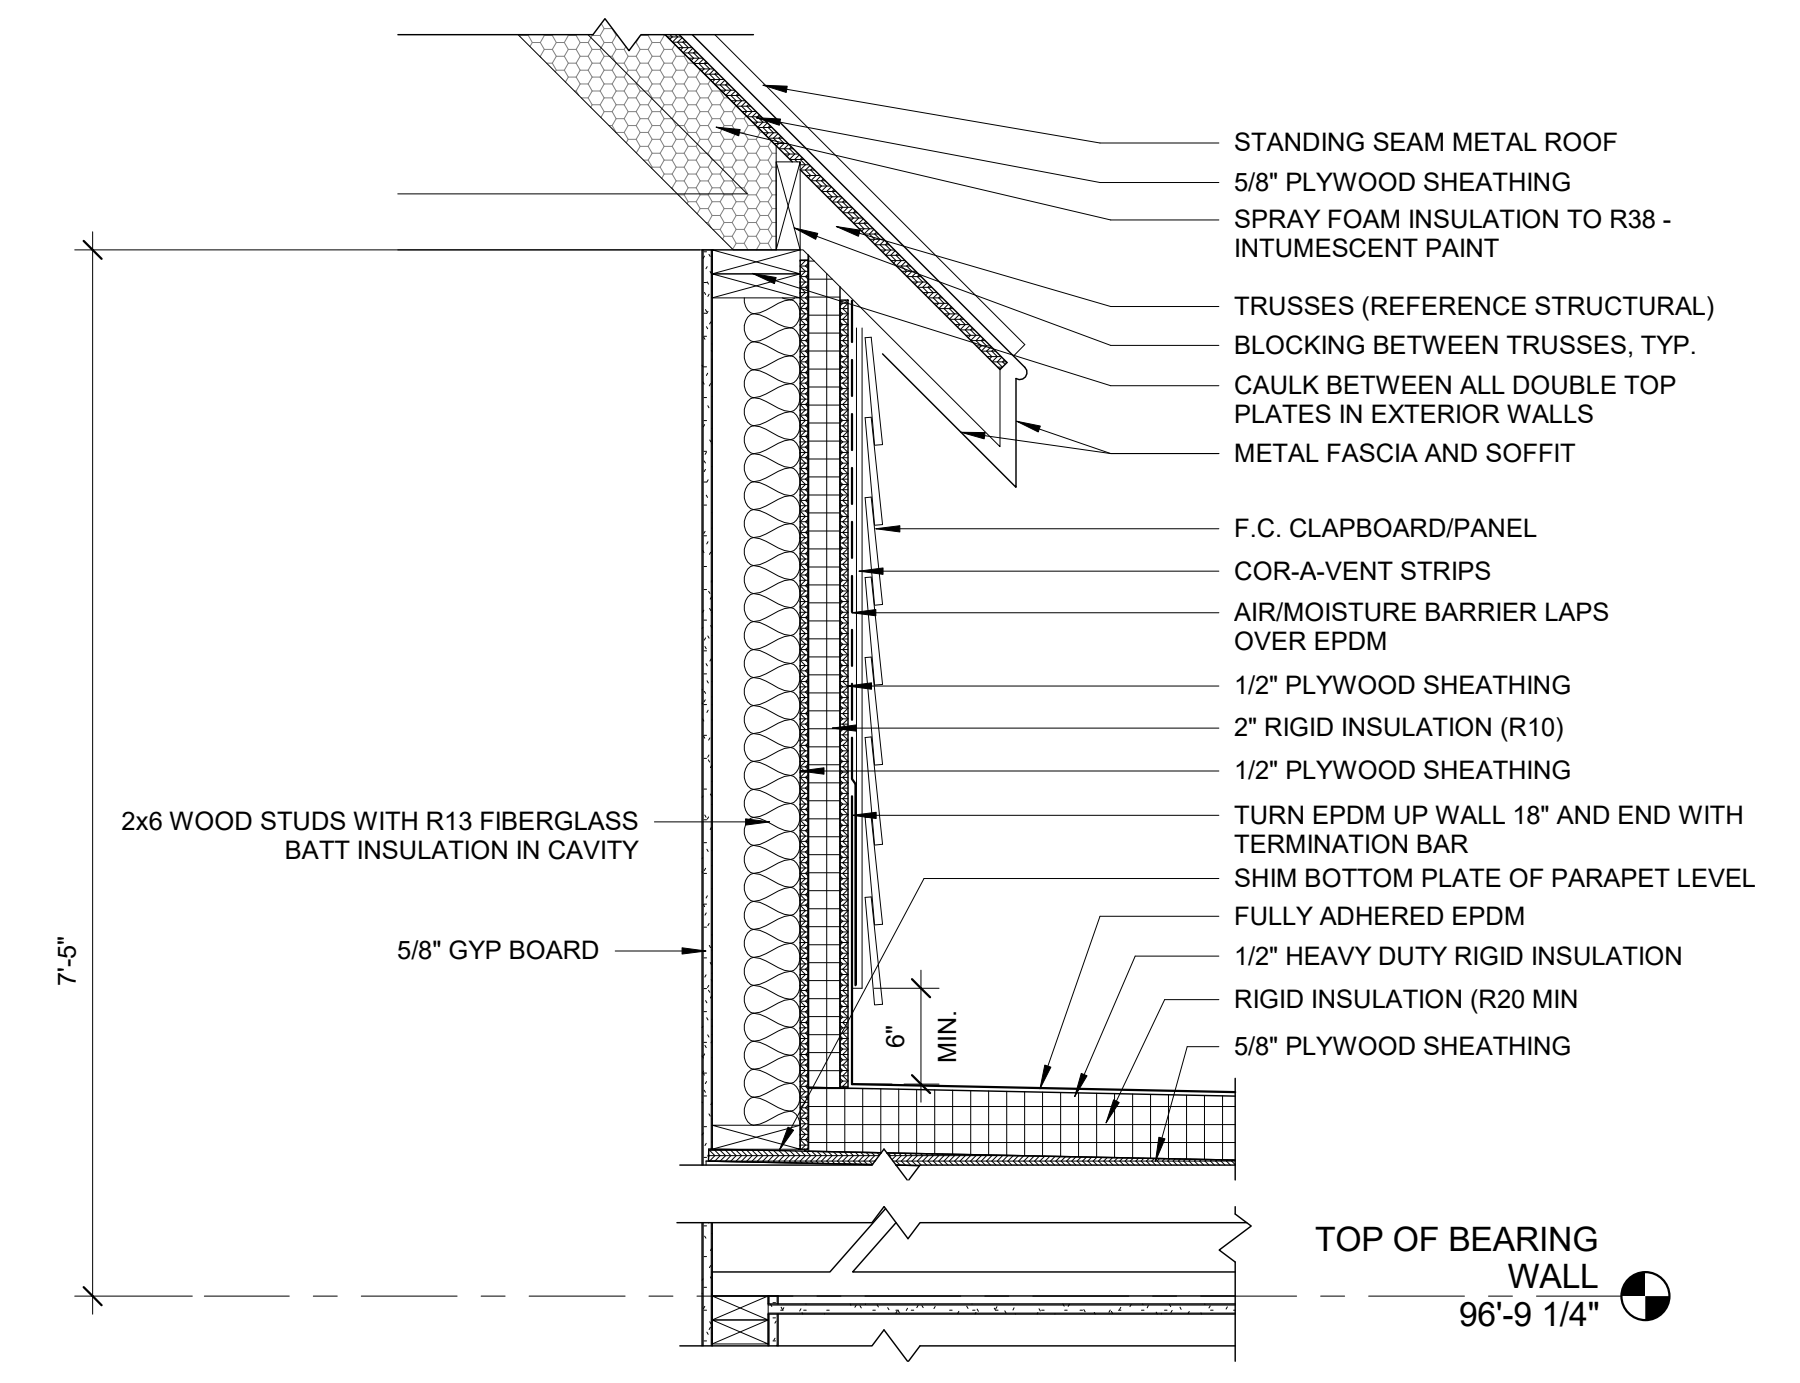 STANDING SEAM METAL ROOF
5/8" PLYWOOD SHEATHING
SPRAY FOAM INSULATION TO R38 -
INTUMESCENT PAINT
TRUSSES (REFERENCE STRUCTURAL)
BLOCKING BETWEEN TRUSSES, TYP.
CAULK BETWEEN ALL DOUBLE TOP
PLATES IN EXTERIOR WALLS
METAL FASCIA AND SOFFIT
F.C. CLAPBOARD/PANEL
COR-A-VENT STRIPS
AIR/MOISTURE BARRIER LAPS
OVER EPDM
1/2" PLYWOOD SHEATHING
2" RIGID INSULATION (R10)
1/2" PLYWOOD SHEATHING
TURN EPDM UP WALL 18" AND END WITH
TERMINATION BAR
SHIM BOTTOM PLATE OF PARAPET LEVEL
FULLY ADHERED EPDM
1/2" HEAVY DUTY RIGID INSULATION
RIGID INSULATION (R20 MIN
5/8" PLYWOOD SHEATHING
2x6 WOOD STUDS WITH R13 FIBERGLASS
BATT INSULATION IN CAVITY
5/8" GYP BOARD
7'-5"
6"
MIN.
TOP OF BEARING
WALL
96'-9 1/4"